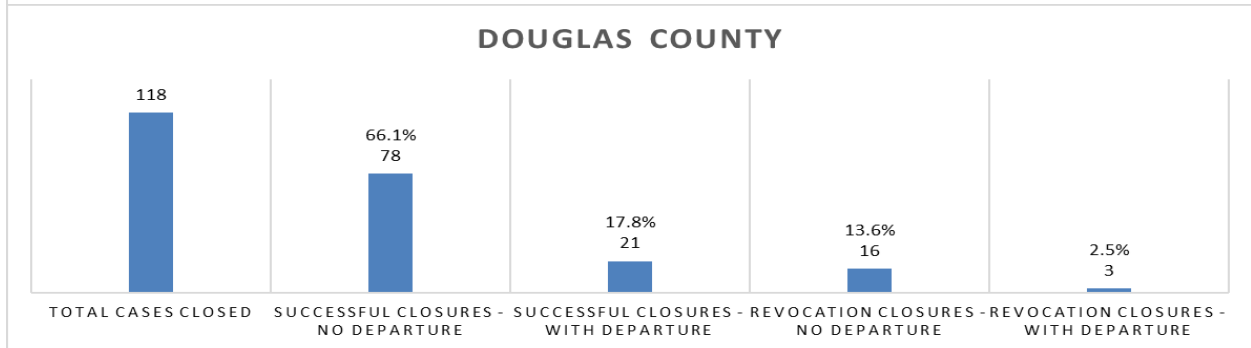 DOUGLAS COUNTY
118
66.1%
78
17.8%
21
13.6%
16
2.5%
3
TOTAL CASES CLOSED
SUCCESSFUL CLOSURES -
NO DEPARTURE
SUCCESSFUL CLOSURES -
WITH DEPARTURE
REVOCATION CLOSURES -
NO DEPARTURE
REVOCATION CLOSURES -
WITH DEPARTURE